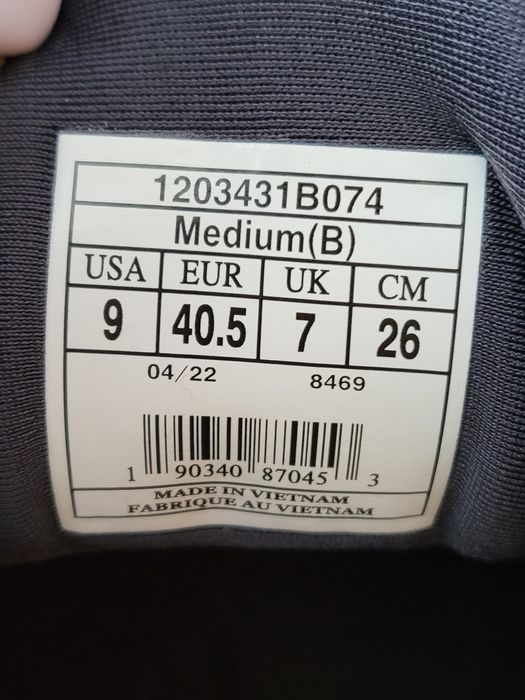 1203431B074
Medium(B)
USA EUR UK CM
9 40.5 7 26
04/22 8469
1 90340 87045 3
MADE IN VIETNAM
FABRIQUE AU VIETNAM